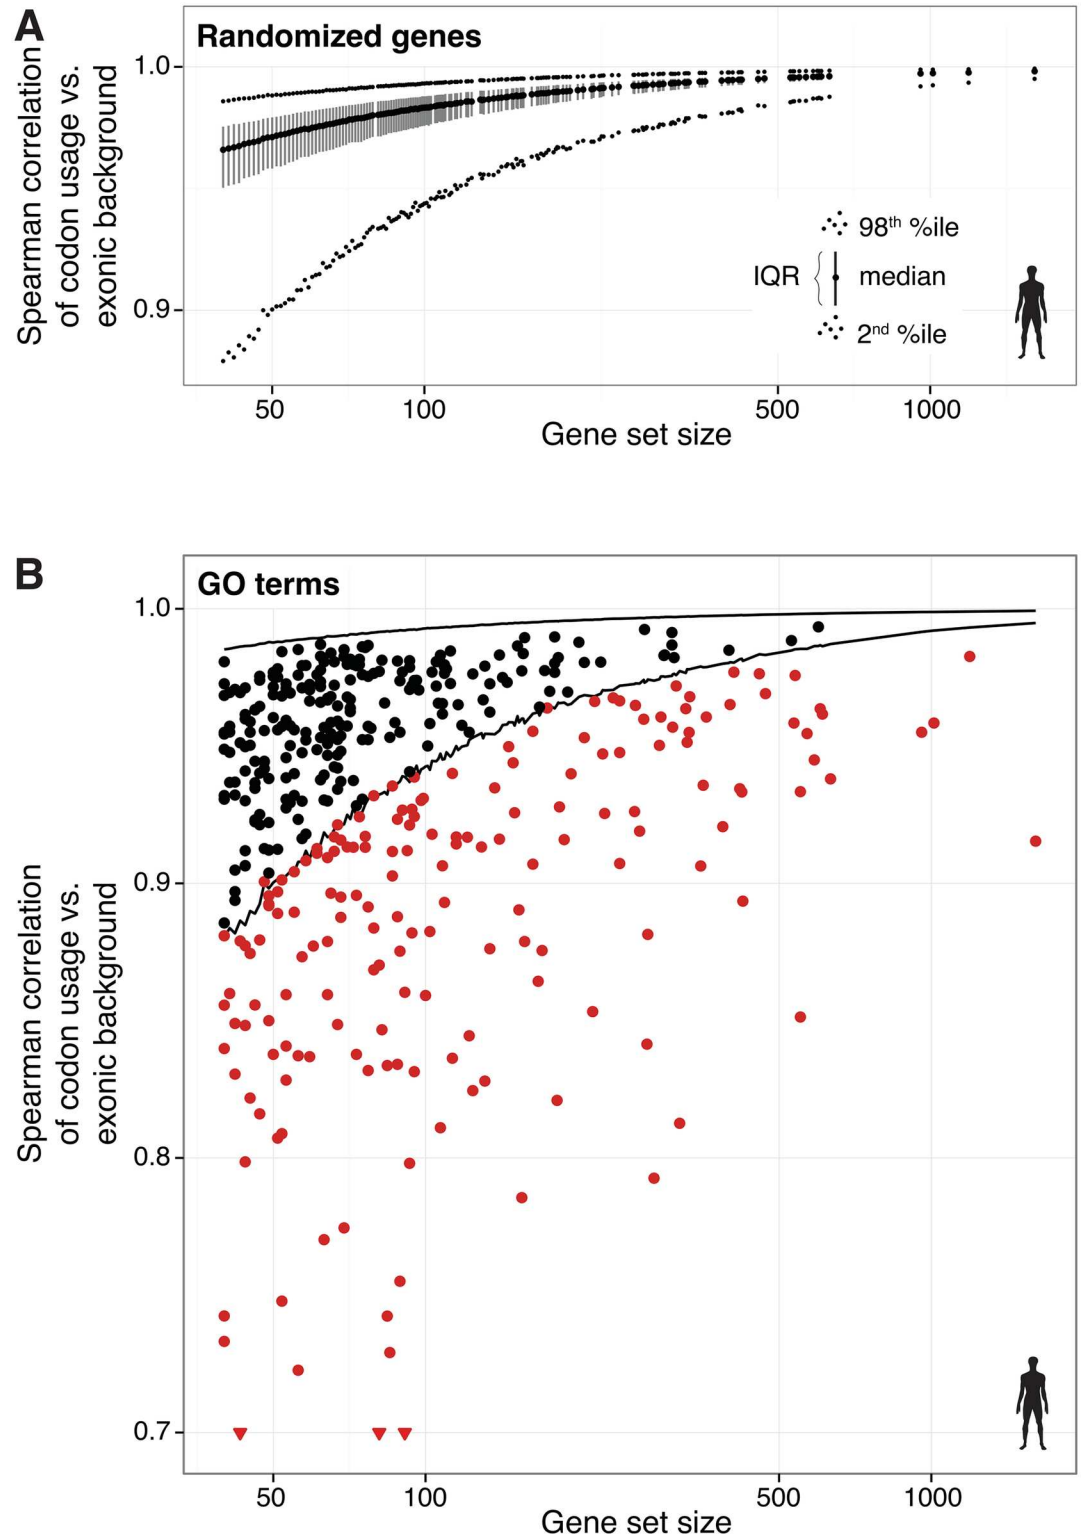 A
Randomized genes
Spearman correlation
of codon usage vs.
exonic background
1.0
0.9
98th %ile
IQR
median
2nd %ile
50
100
500
1000
Gene set size
B
GO terms
Spearman correlation
of codon usage vs.
exonic background
1.0
0.9
0.8
0.7
50
100
500
1000
Gene set size